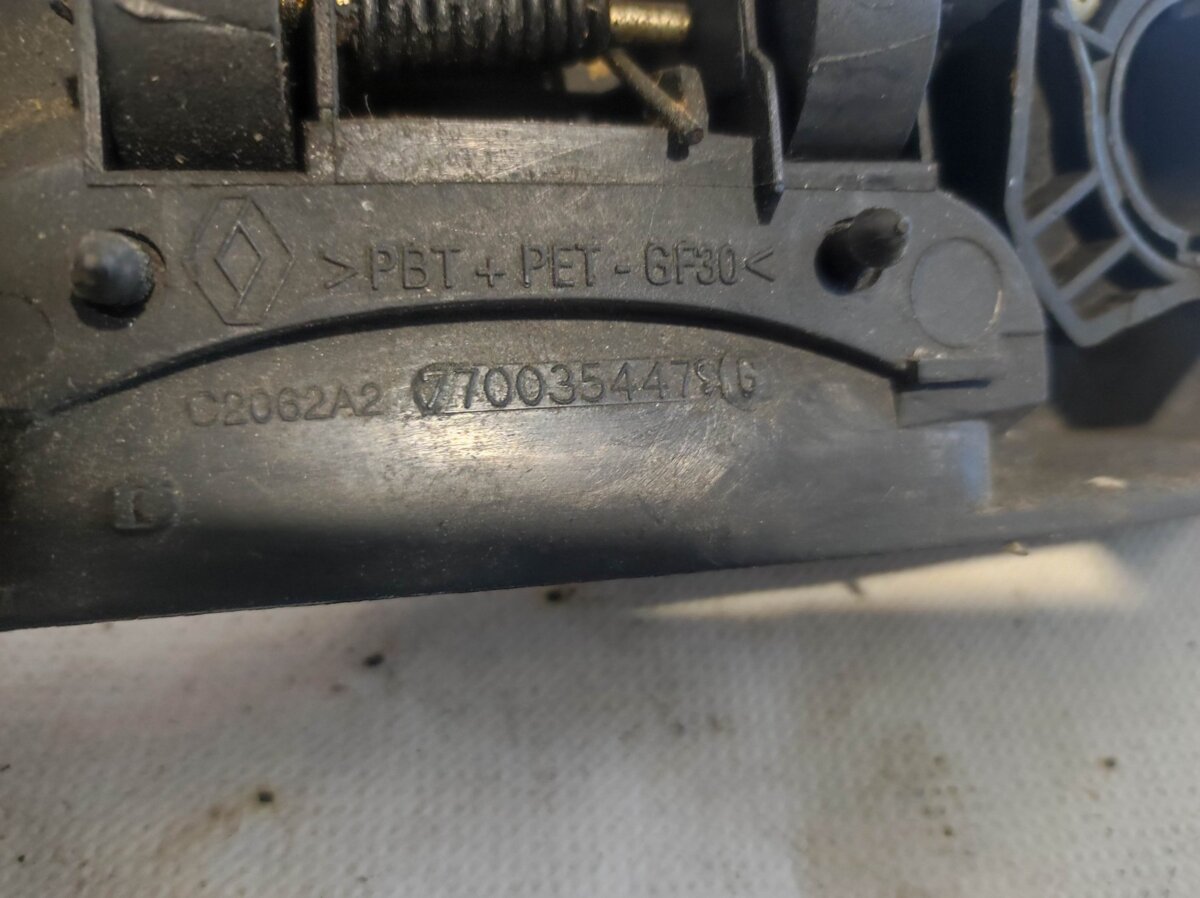 >PBT + PET - GF30<
C2062A2 7700354479 G